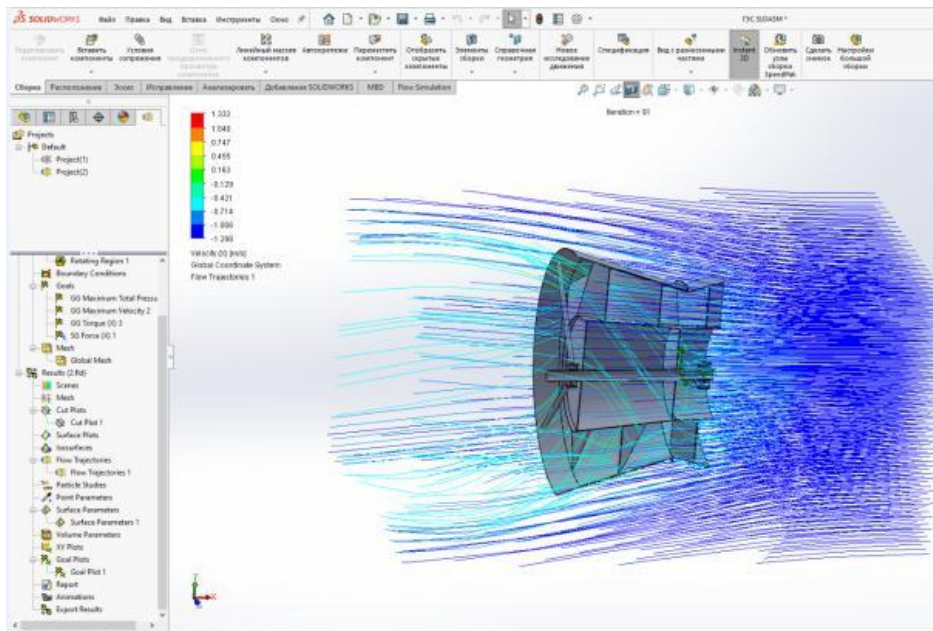 SOLIDWORKS Файл Правка Вид Вставка Инструменты Окно
ТЭС.SLDASM *
Вставить компоненты
Условия сопряжения
Линейный массив компонентов
Автокрепежи
Переместить компонент
Отобразить скрытые компоненты
Элементы сборки
Справочная геометрия
Новое исследование движения
Спецификация
Вид с разнесенными частями
Instant 3D
Обновить узлы сборки SpeedPak
Сделать снимок
Настройки большой сборки
Сборка Расположение Эскиз Исправление Анализировать Добавления SOLIDWORKS MBD Flow Simulation
Iteration = 91
Projects
Default
Project(1)
Project(2)
Rotating Region 1
Boundary Conditions
Goals
GG Maximum Total Pressu
GG Maximum Velocity 2
GG Torque (X) 3
SG Force (X) 1
Mesh
Global Mesh
Results (2.fld)
Scenes
Mesh
Cut Plots
Cut Plot 1
Surface Plots
Isosurfaces
Flow Trajectories
Flow Trajectories 1
Particle Studies
Point Parameters
Surface Parameters
Surface Parameters 1
Volume Parameters
XY Plots
Goal Plots
Goal Plot 1
Report
Animations
Export Results
1.332
1.040
0.747
0.455
0.163
-0.129
-0.421
-0.714
-1.006
-1.298
Velocity (X) [m/s]
Global Coordinate System
Flow Trajectories 1